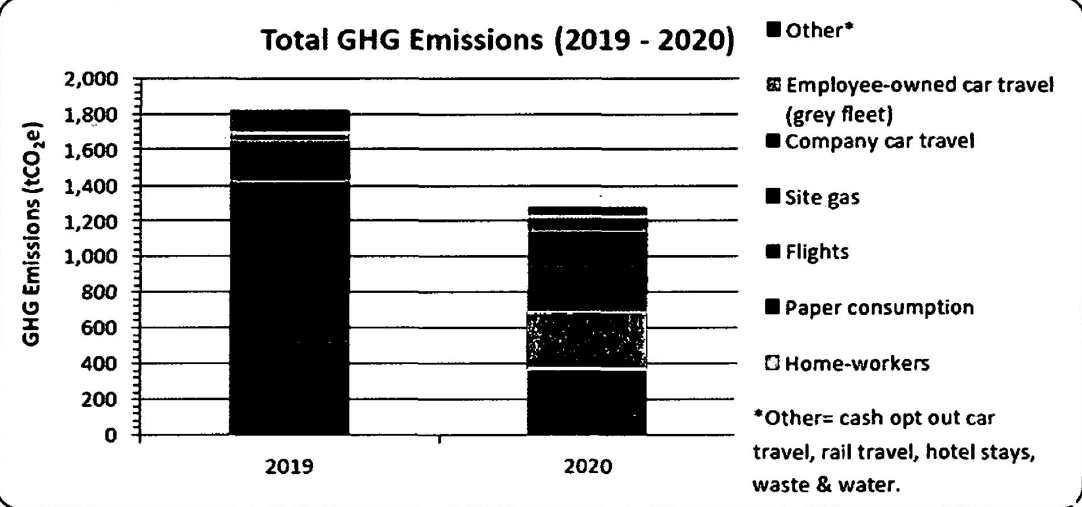 Total GHG Emissions (2019 - 2020)
GHG Emissions (tCO₂e)
2,000
1,800
1,600
1,400
1,200
1,000
800
600
400
200
0
2019
2020
Other*
Employee-owned car travel
(grey fleet)
Company car travel
Site gas
Flights
Paper consumption
Home-workers
*Other= cash opt out car
travel, rail travel, hotel stays,
waste & water.